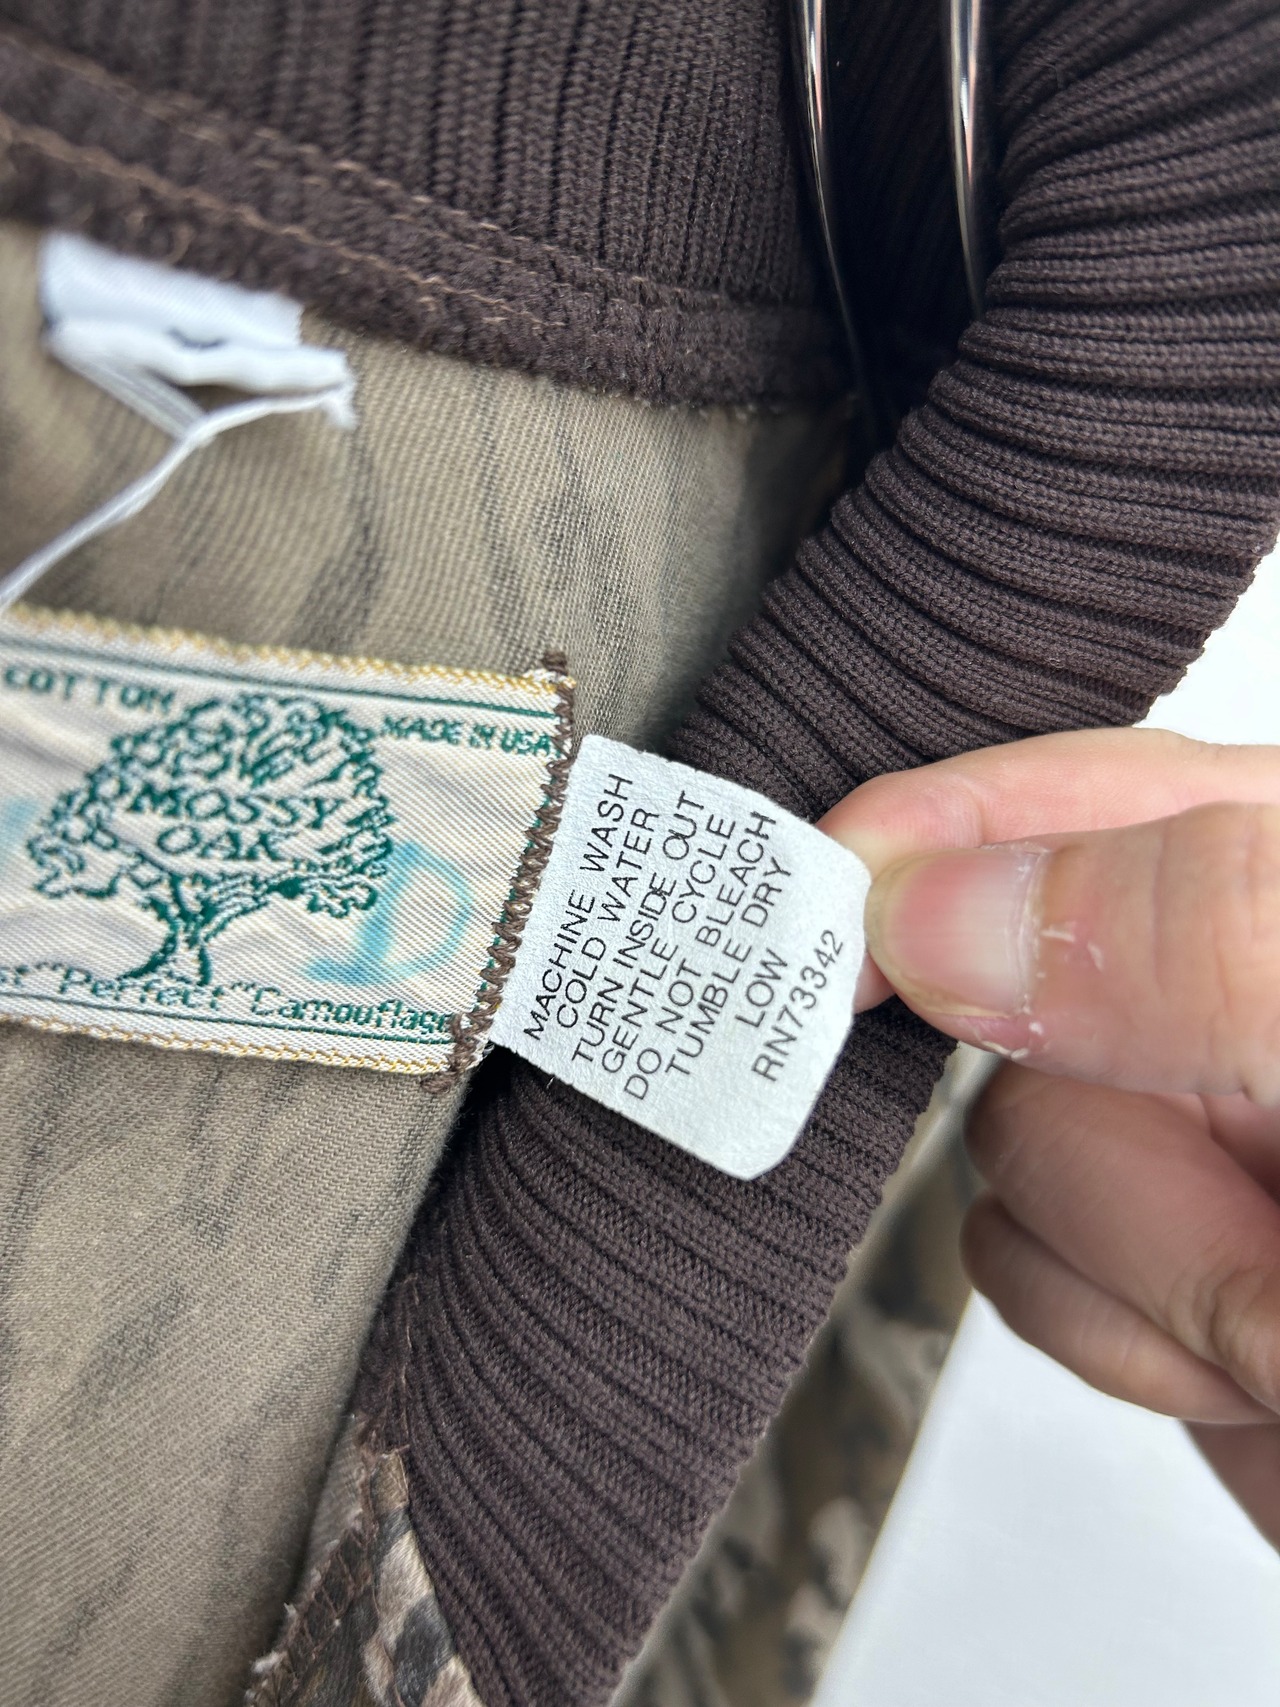 COTTON
MADE IN USA
MOSSY
OAK
"Perfect" Camouflage
MACHINE WASH
COLD WATER
TURN INSIDE OUT
GENTLE CYCLE
DO NOT BLEACH
TUMBLE DRY
LOW
RN73342